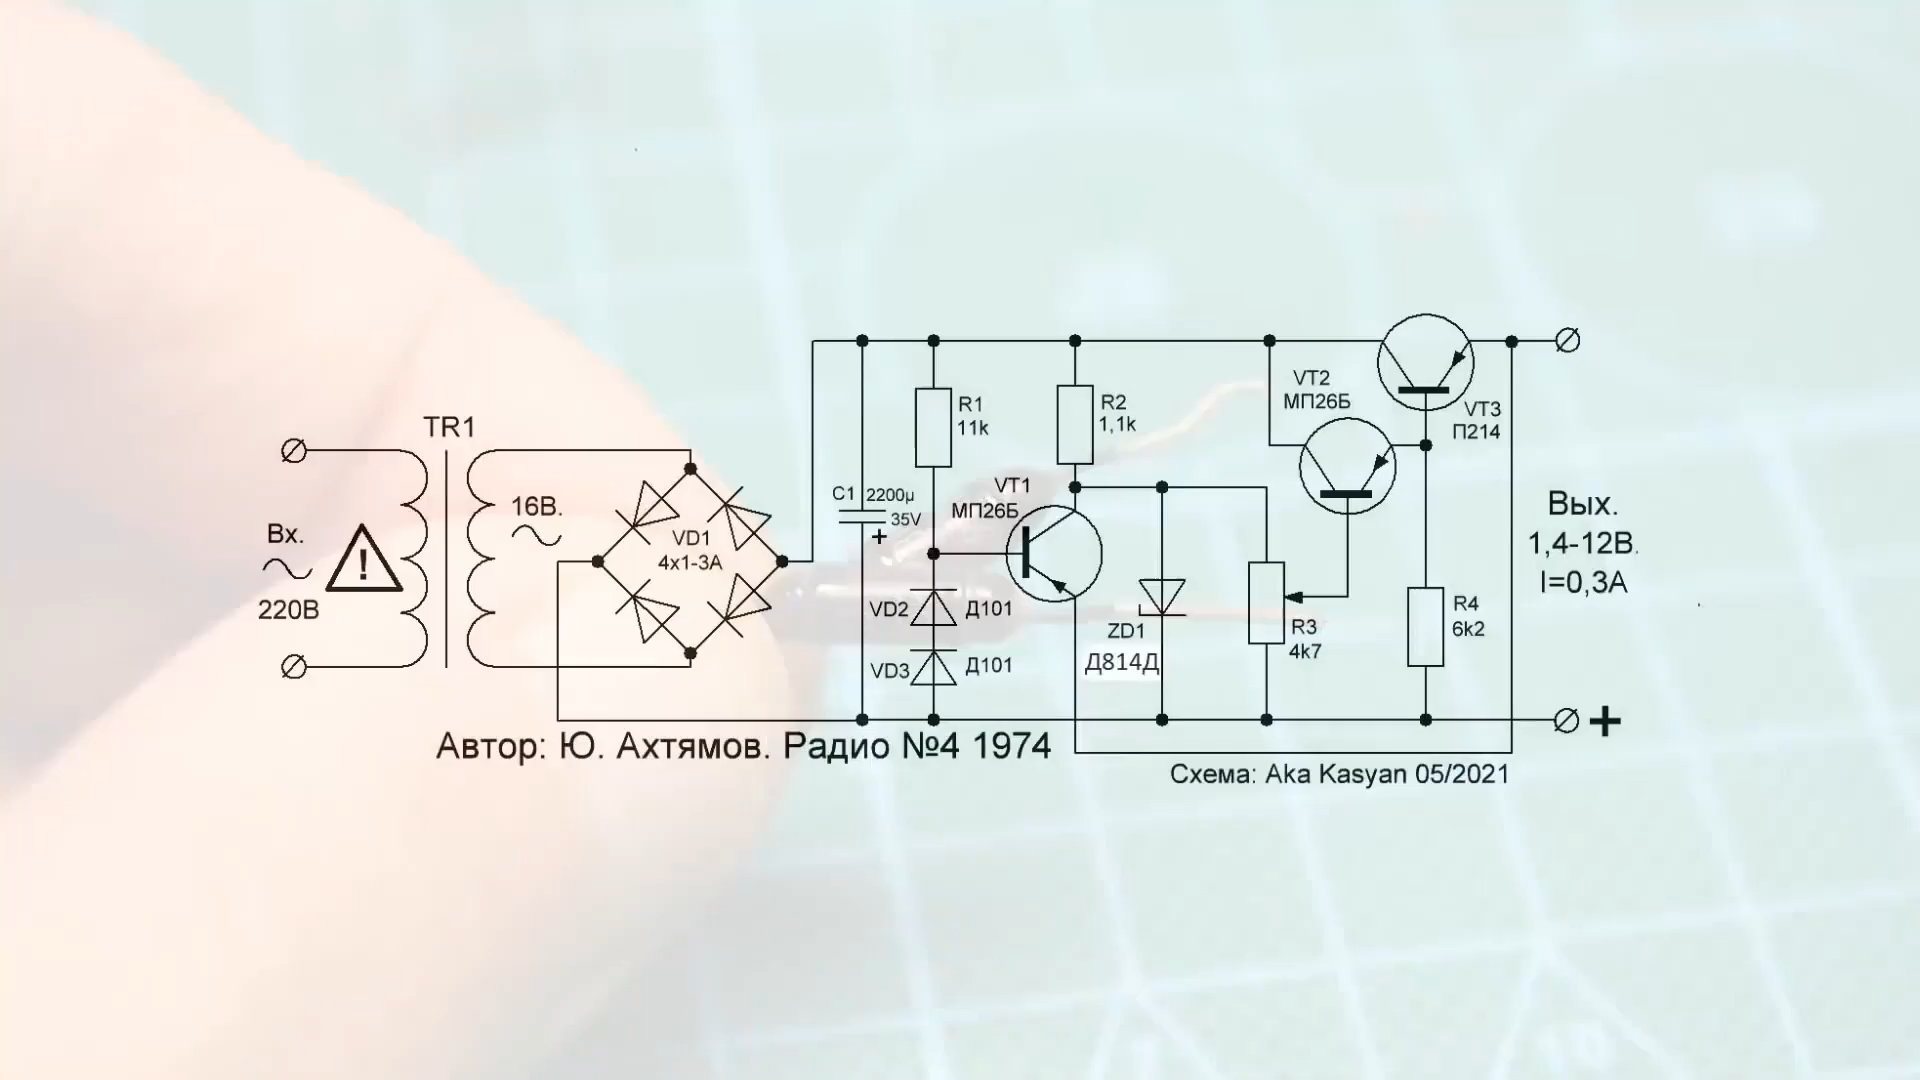 TR1
Вх.
220В
!
16В.
VD1
4x1-3А
C1 2200µ
35V
+
R1
11k
R2
1,1k
VT1
МП26Б
VD2 Д101
VD3 Д101
ZD1
Д814Д
VT2
МП26Б
VT3
П214
R3
4k7
R4
6k2
Вых.
1,4-12В.
I=0,3А
+
Автор: Ю. Ахтямов. Радио №4 1974
Схема: Aka Kasyan 05/2021